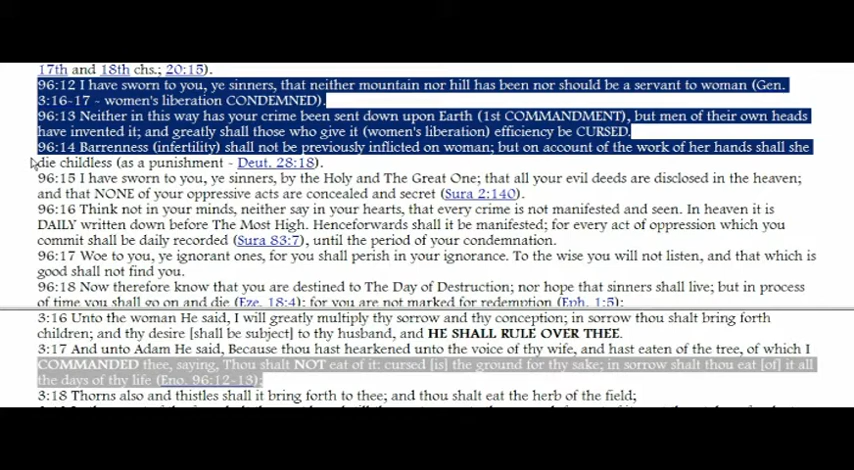 17th and 18th chs.; 20:15).
96:12 I have sworn to you, ye sinners, that neither mountain nor hill has been nor should be a servant to woman (Gen.
3:16-17 - women's liberation CONDEMNED).
96:13 Neither in this way has your crime been sent down upon Earth (1st COMMANDMENT), but men of their own heads
have invented it; and greatly shall those who give it (women's liberation) efficiency be CURSED.
96:14 Barrenness (infertility) shall not be previously inflicted on woman; but on account of the work of her hands shall she
die childless (as a punishment - Deut. 28:18).
96:15 I have sworn to you, ye sinners, by the Holy and The Great One; that all your evil deeds are disclosed in the heaven;
and that NONE of your oppressive acts are concealed and secret (Sura 2:140).
96:16 Think not in your minds, neither say in your hearts, that every crime is not manifested and seen. In heaven it is
DAILY written down before The Most High. Henceforwards shall it be manifested; for every act of oppression which you
commit shall be daily recorded (Sura 83:7), until the period of your condemnation.
96:17 Woe to you, ye ignorant ones, for you shall perish in your ignorance. To the wise you will not listen, and that which is
good shall not find you.
96:18 Now therefore know that you are destined to The Day of Destruction; nor hope that sinners shall live; but in process
of time you shall go on and die (Eze. 18:4); for you are not marked for redemption (Eph. 1:5);
3:16 Unto the woman He said, I will greatly multiply thy sorrow and thy conception; in sorrow thou shalt bring forth
children; and thy desire [shall be subject] to thy husband, and HE SHALL RULE OVER THEE.
3:17 And unto Adam He said, Because thou hast hearkened unto the voice of thy wife, and hast eaten of the tree, of which I
COMMANDED thee, saying, Thou shalt NOT eat of it: cursed [is] the ground for thy sake; in sorrow shalt thou eat [of] it all
the days of thy life (Eno. 96:12-13);
3:18 Thorns also and thistles shall it bring forth to thee; and thou shalt eat the herb of the field;